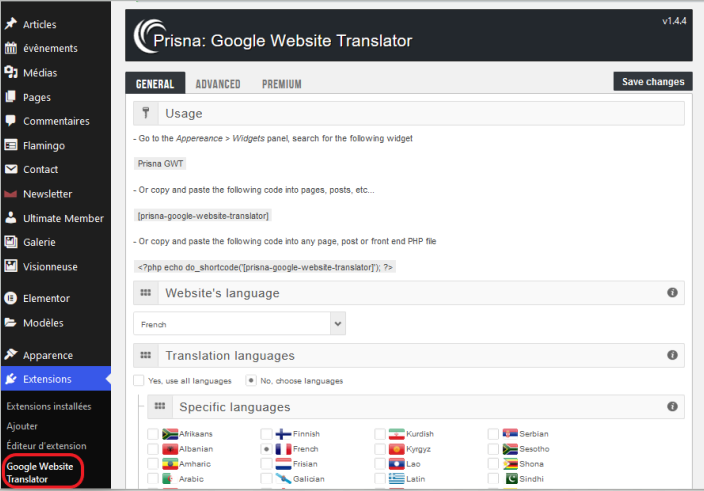 Articles
évènements
Médias
Pages
Commentaires
Flamingo
Contact
Newsletter
Ultimate Member
Galerie
Visionneuse
Elementor
Modèles
Apparence
Extensions
Extensions installées
Ajouter
Éditeur d'extension
Google Website
Translator
v1.4.4
Prisna: Google Website Translator
GENERAL ADVANCED PREMIUM Save changes
Usage
- Go to the Appereance > Widgets panel, search for the following widget
Prisna GWT
- Or copy and paste the following code into pages, posts, etc...
[prisna-google-website-translator]
- Or copy and paste the following code into any page, post or front end PHP file
<?php echo do_shortcode('[prisna-google-website-translator]'); ?>
Website's language
French
Translation languages
Yes, use all languages No, choose languages
Specific languages
Afrikaans Finnish Kurdish Serbian
Albanian French Kyrgyz Sesotho
Amharic Frisian Lao Shona
Arabic Galician Latin Sindhi